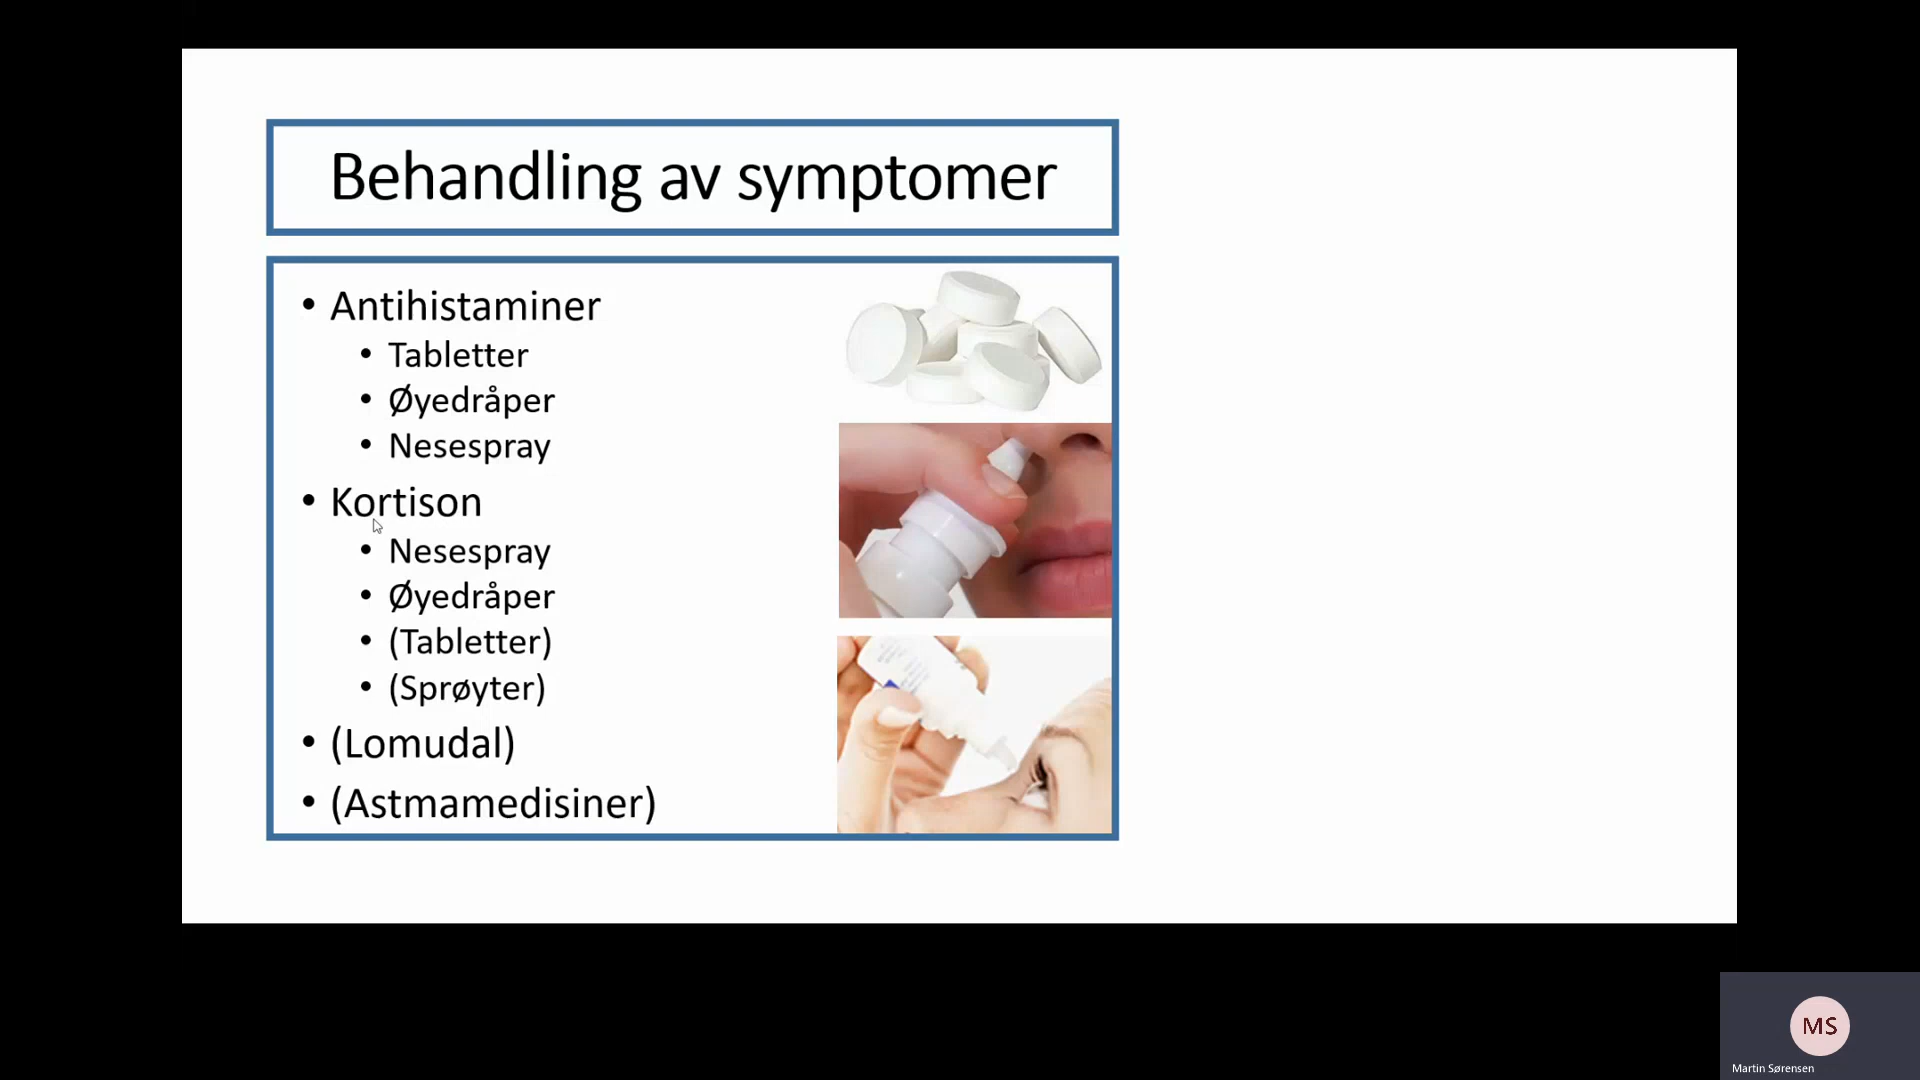 Behandling av symptomer
• Antihistaminer
• Tabletter
• Øyedråper
• Nesespray
• Kortison
• Nesespray
• Øyedråper
• (Tabletter)
• (Sprøyter)
• (Lomudal)
• (Astmamedisiner)
MS
Martin Sørensen